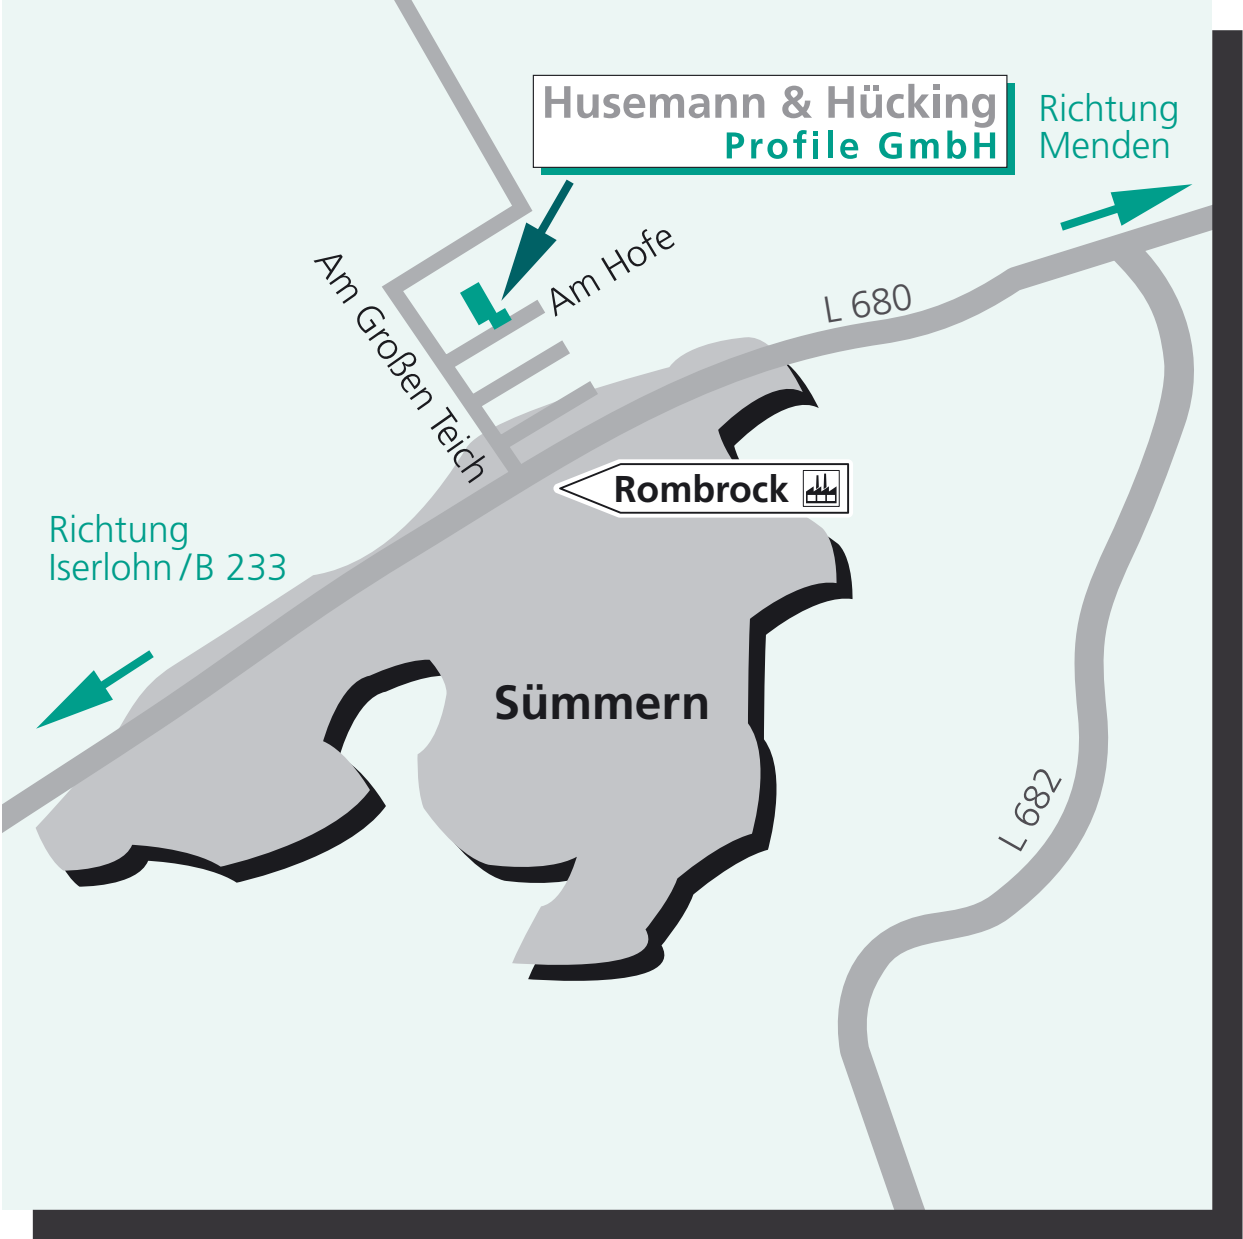 Husemann & Hücking
Profile GmbH
Richtung
Menden
Am Hofe
Am Großen Teich
L 680
Rombrock
Richtung
Iserlohn/B 233
Sümmern
L 682